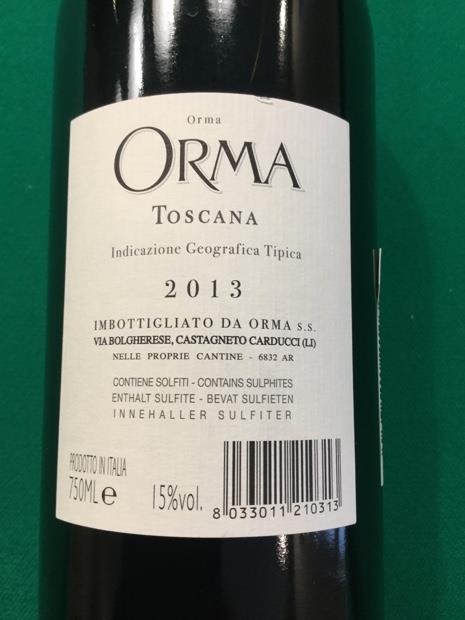 Orma
ORMA
TOSCANA
Indicazione Geografica Tipica
2013
IMBOTTIGLIATO DA ORMA S.S.
VIA BOLGHERESE, CASTAGNETO CARDUCCI (LI)
NELLE PROPRIE CANTINE - 6832 AR
CONTIENE SOLFITI - CONTAINS SULPHITES
ENTHALT SULFITE - BEVAT SULFIETEN
INNEHALLER SULFITER
PRODOTTO IN ITALIA
750ML e 15%vol.
8 033011 210313